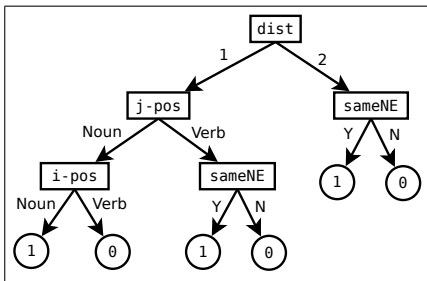 dist
1 2
j-pos sameNE
Noun Verb Y N
i-pos sameNE 1 0
Noun Verb Y N
1 0 1 0